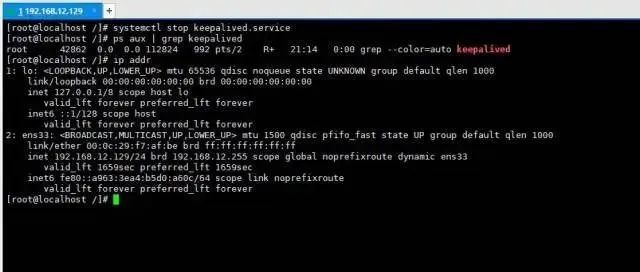 1 192.168.12.129 × +
[root@localhost /]# systemctl stop keepalived.service
[root@localhost /]# ps aux | grep keepalived
root 42862 0.0 0.0 112824 992 pts/2 R+ 21:14 0:00 grep --color=auto keepalived
[root@localhost /]# ip addr
1: lo: <LOOPBACK,UP,LOWER_UP> mtu 65536 qdisc noqueue state UNKNOWN group default qlen 1000
link/loopback 00:00:00:00:00:00 brd 00:00:00:00:00:00
inet 127.0.0.1/8 scope host lo
valid_lft forever preferred_lft forever
inet6 ::1/128 scope host
valid_lft forever preferred_lft forever
2: ens33: <BROADCAST,MULTICAST,UP,LOWER_UP> mtu 1500 qdisc pfifo_fast state UP group default qlen 1000
link/ether 00:0c:29:f7:af:be brd ff:ff:ff:ff:ff:ff
inet 192.168.12.129/24 brd 192.168.12.255 scope global noprefixroute dynamic ens33
valid_lft 1659sec preferred_lft 1659sec
inet6 fe80::a963:3ea4:b5d0:a60c/64 scope link noprefixroute
valid_lft forever preferred_lft forever
[root@localhost /]#